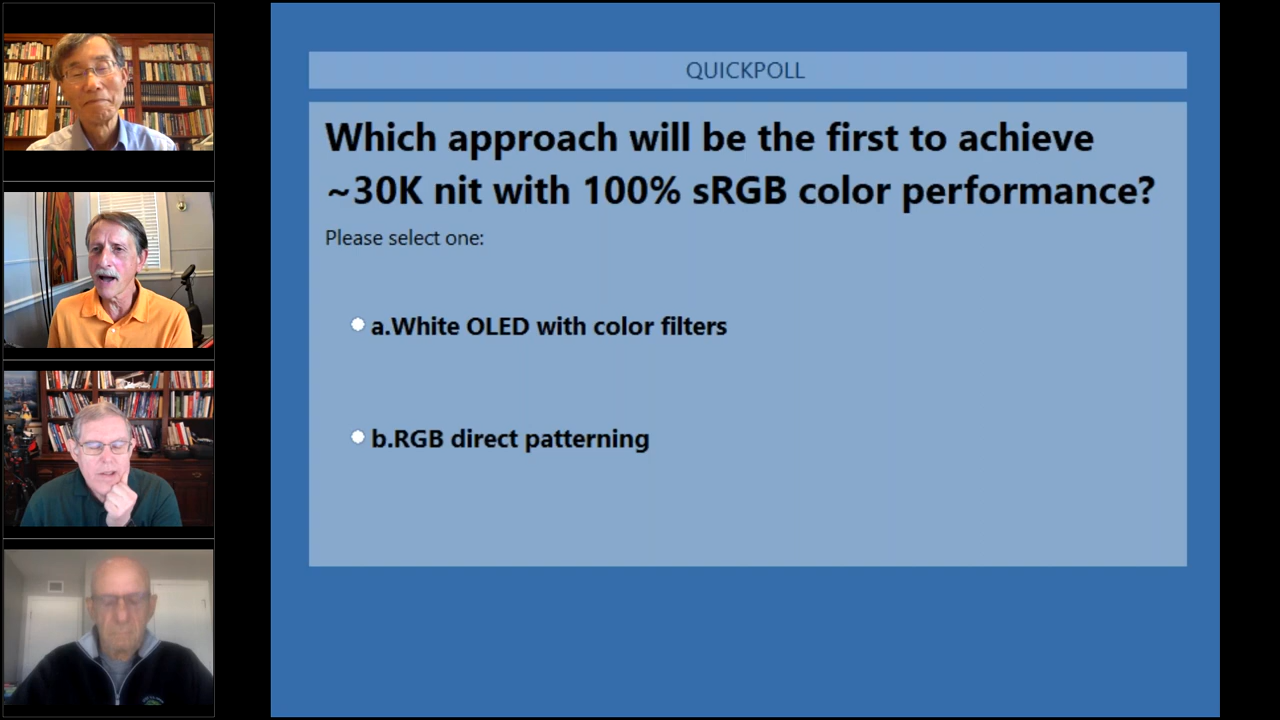 QUICKPOLL
Which approach will be the first to achieve
~30K nit with 100% sRGB color performance?
Please select one:
a.White OLED with color filters
b.RGB direct patterning